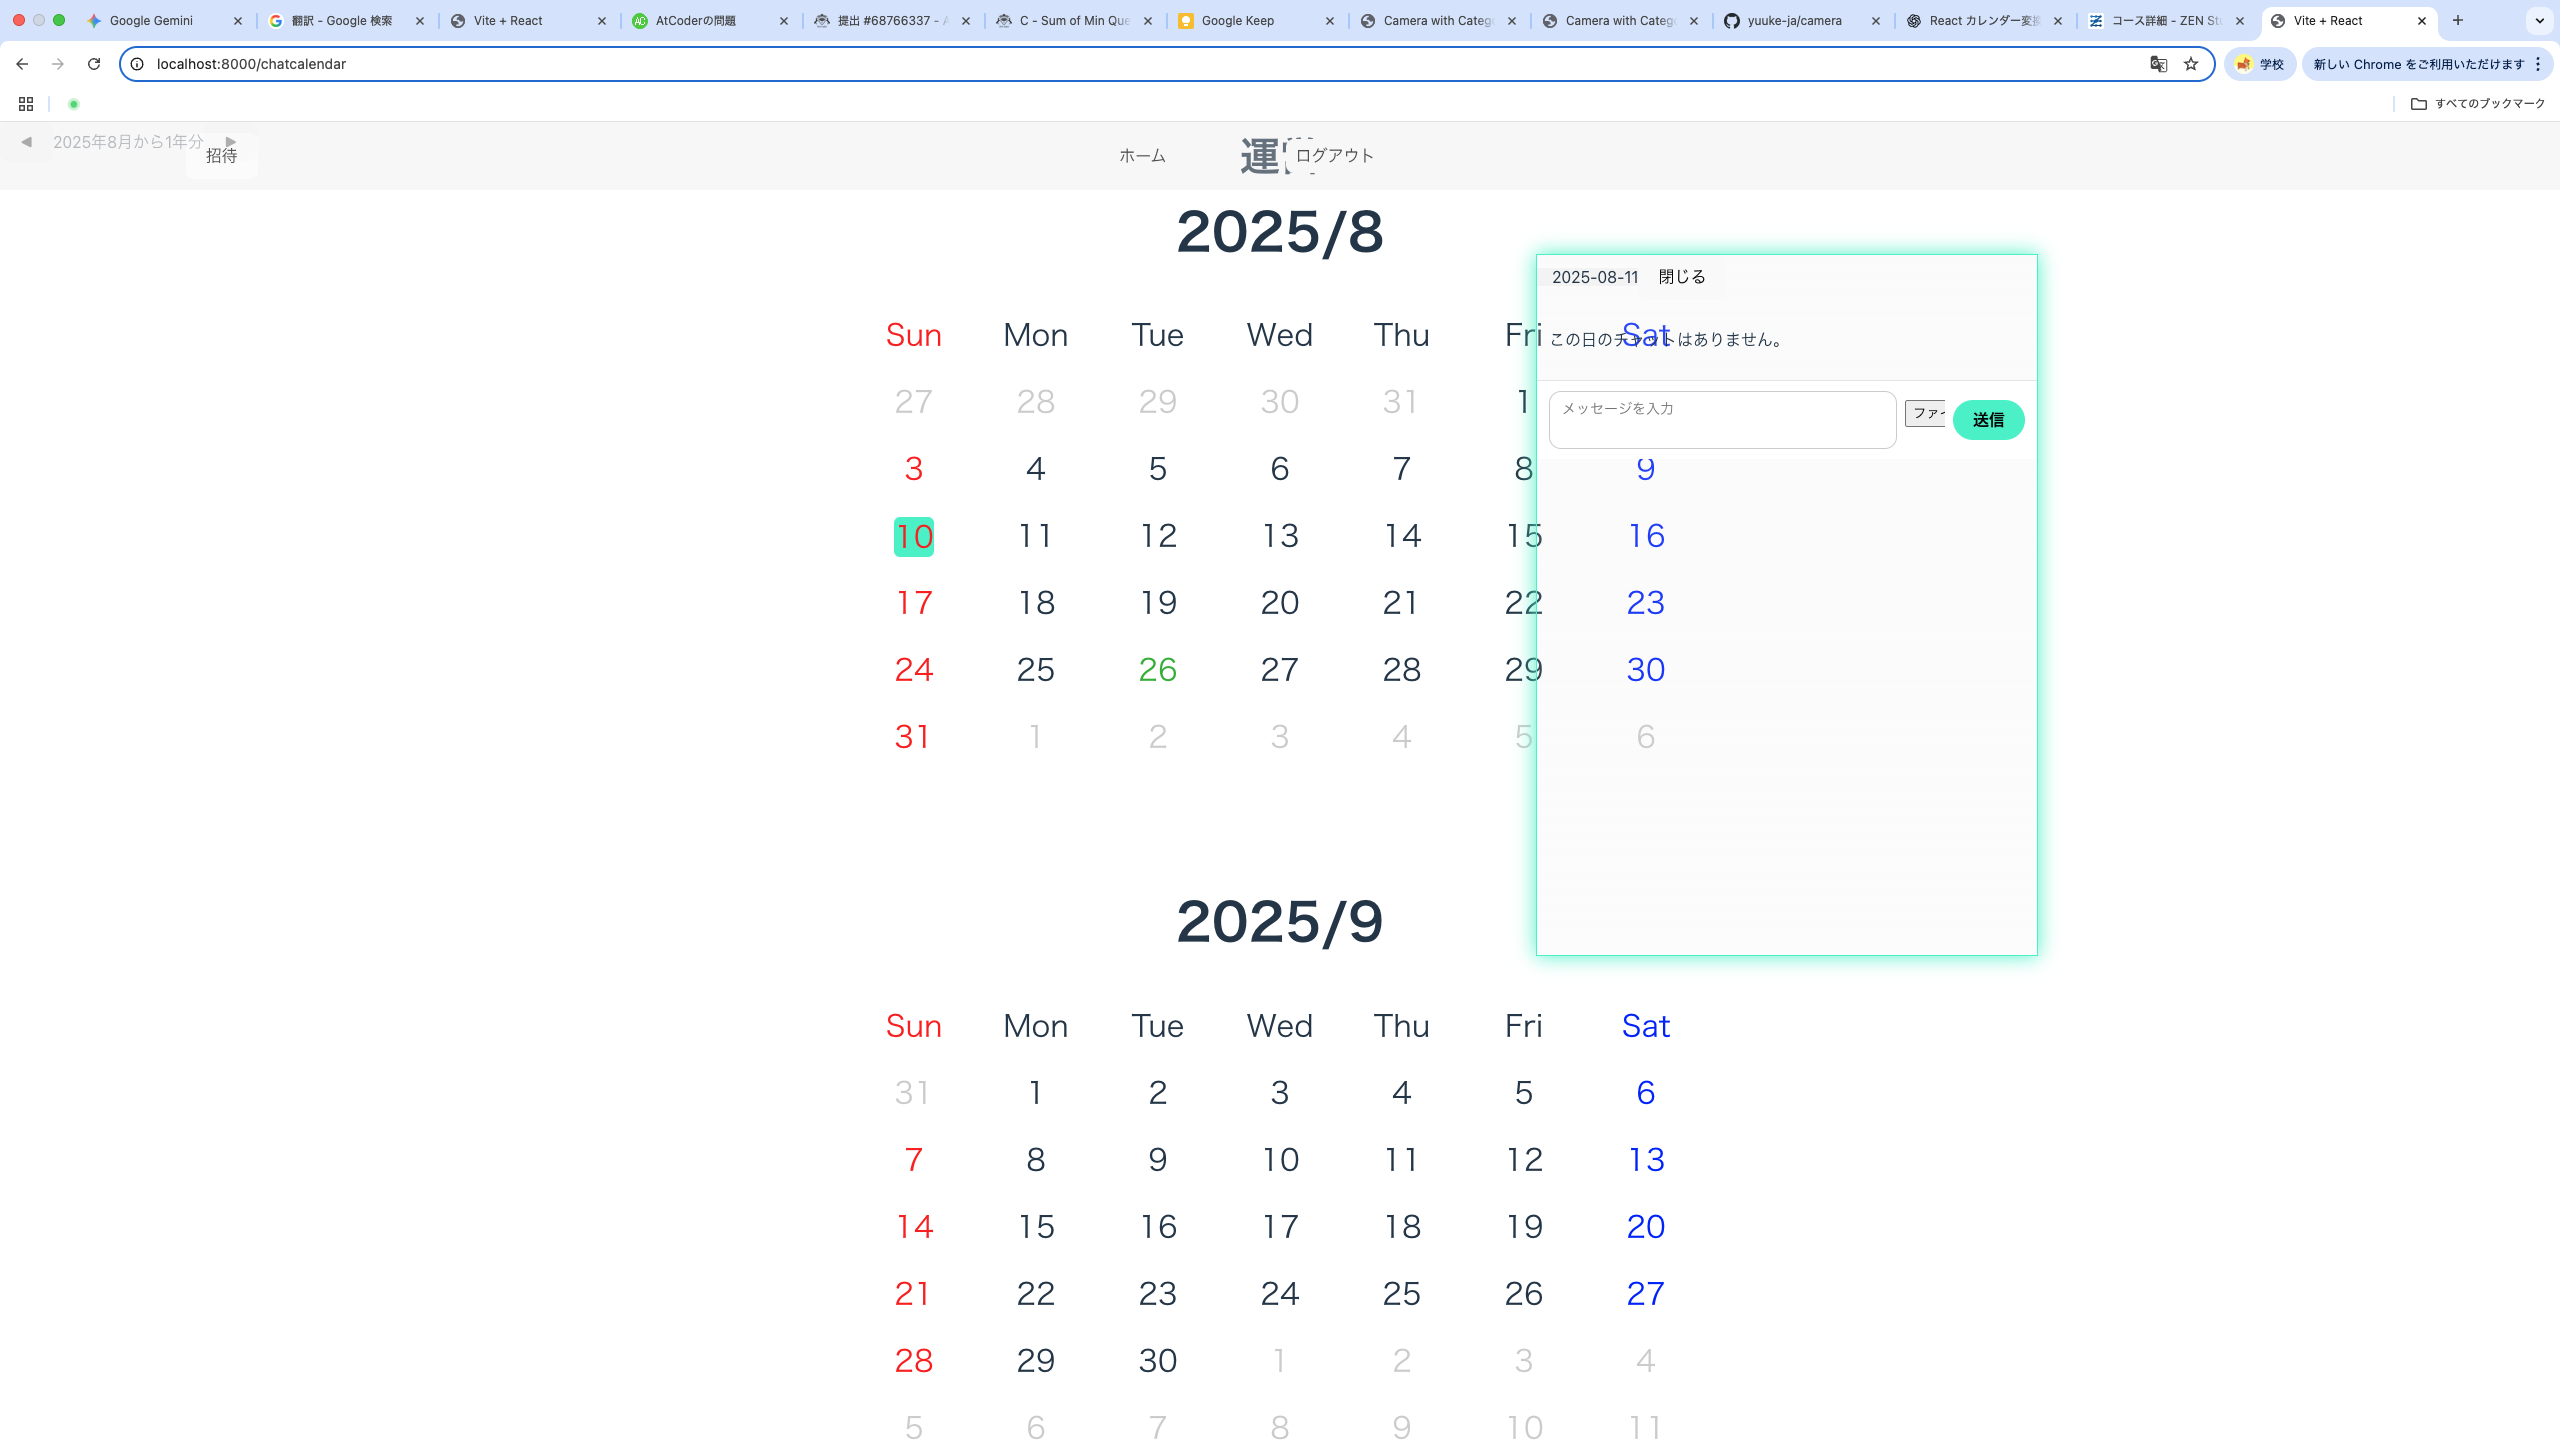 Google Gemini
翻訳 - Google 検索
Vite + React
AtCoderの問題
提出 #68766337 - A
C - Sum of Min Que
Google Keep
Camera with Catego
Camera with Catego
yuuke-ja/camera
React カレンダー変換
コース詳細 - ZEN Stu
Vite + React
localhost:8000/chatcalendar
学校
新しい Chrome をご利用いただけます
すべてのブックマーク
◀ 2025年8月から1年分 ▶
招待
ホーム
運
ログアウト
2025/8
Sun Mon Tue Wed Thu Fri Sat
27 28 29 30 31 1
3 4 5 6 7 8 9
10 11 12 13 14 15 16
17 18 19 20 21 22 23
24 25 26 27 28 29 30
31 1 2 3 4 5 6
2025-08-11 閉じる
この日のチャットはありません。
メッセージを入力
ファイ
送信
2025/9
Sun Mon Tue Wed Thu Fri Sat
31 1 2 3 4 5 6
7 8 9 10 11 12 13
14 15 16 17 18 19 20
21 22 23 24 25 26 27
28 29 30 1 2 3 4
5 6 7 8 9 10 11